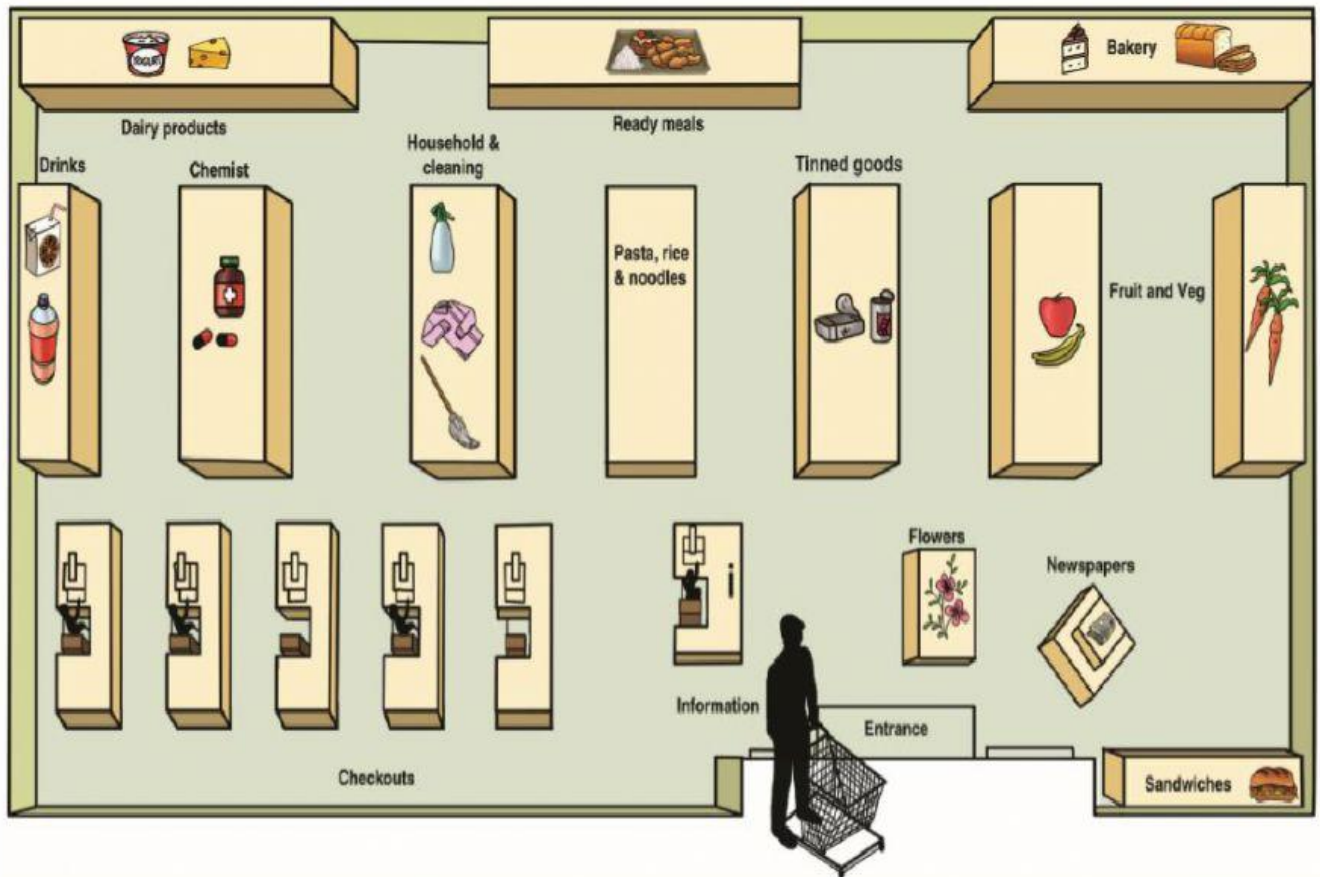 YOGURT
Bakery
Dairy products
Ready meals
Household &
cleaning
Drinks
Chemist
Tinned goods
Pasta, rice
& noodles
Fruit and Veg
i
Flowers
Newspapers
Information
Entrance
Checkouts
Sandwiches